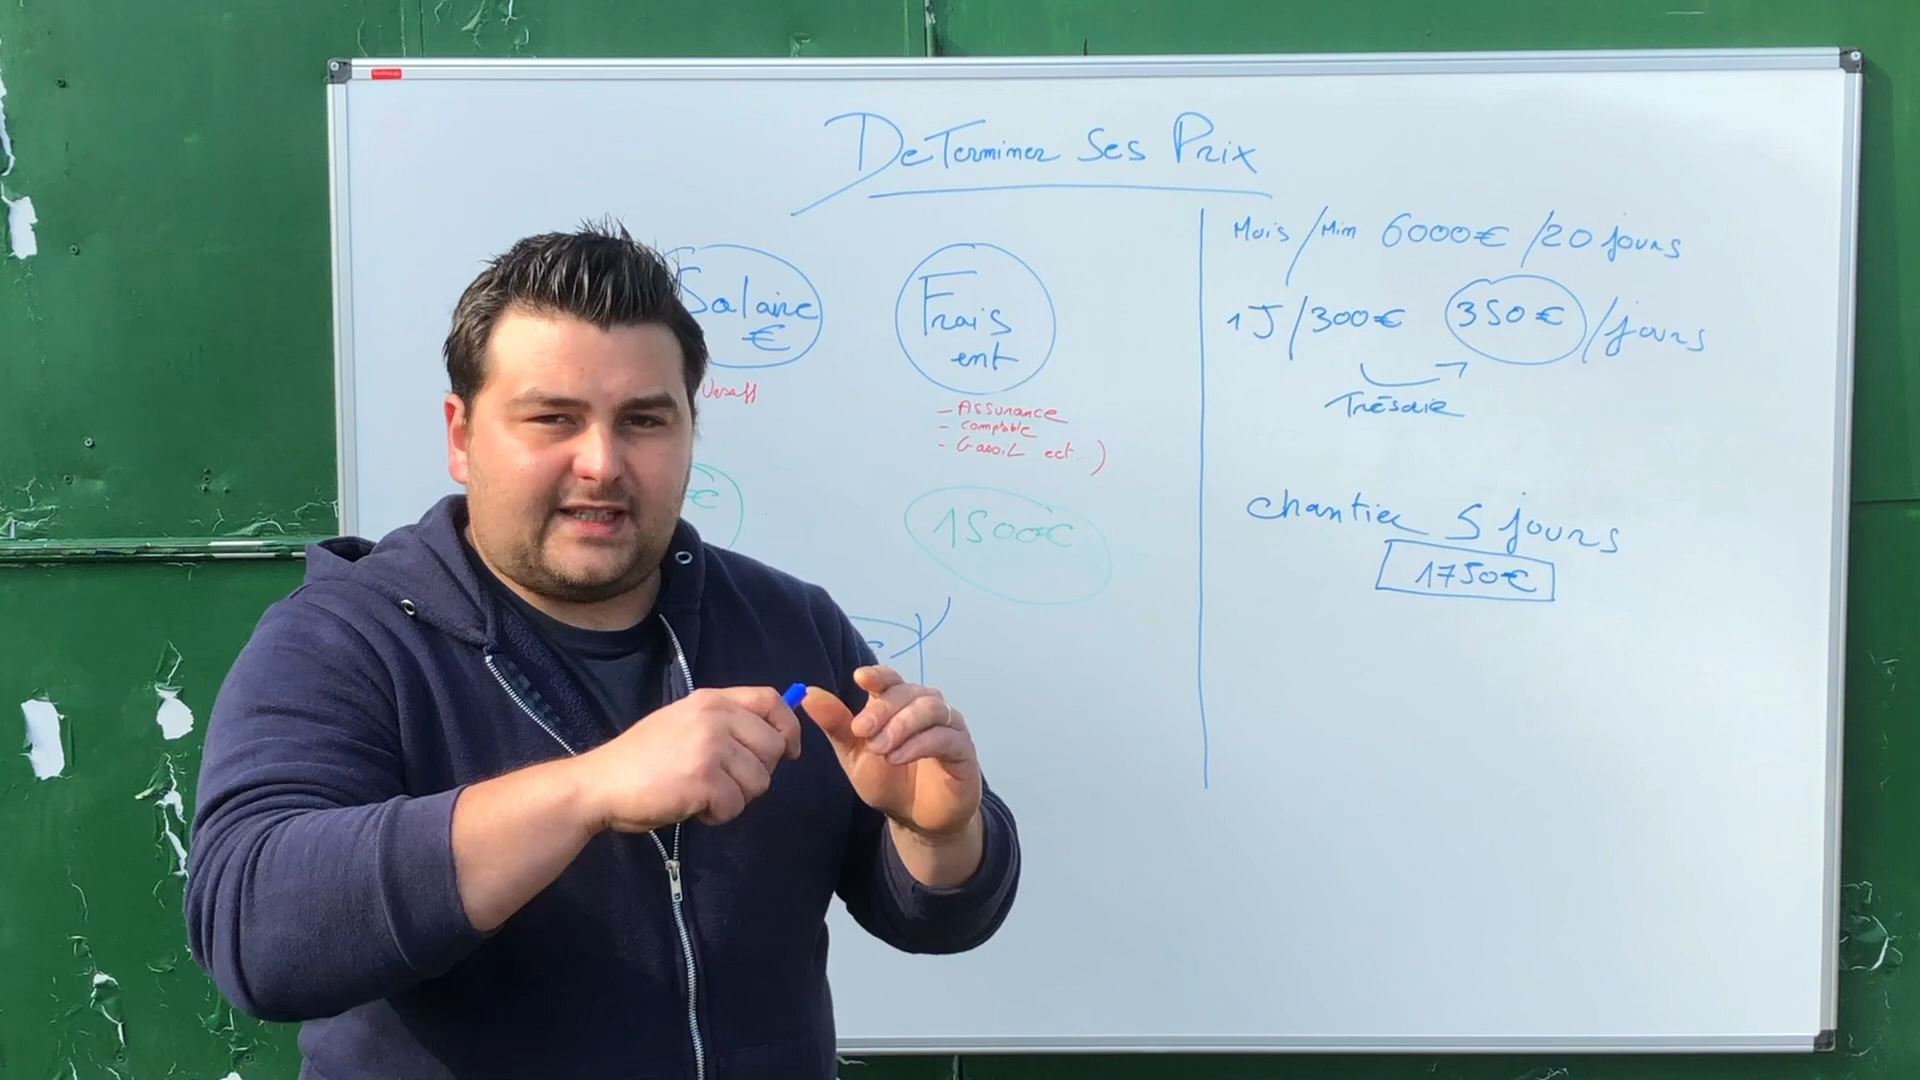 DeTerminer Ses Prix
Salaire
€
Urssaff
€
Frais
ent
- Assurance
- comptable
- Gasoil ect...)
1500€
Mois/Mim 6000€/20 jours
1J/300€ 350€/jours
Trésorie
chantier 5 jours
1750€